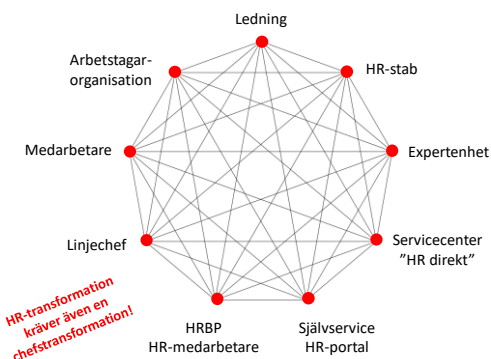 Ledning
Arbetstagar-
organisation
HR-stab
Medarbetare
Expertenhet
Linjechef
Servicecenter
”HR direkt”
HR-transformation
kräver även en
chefstransformation!
HRBP
HR-medarbetare
Självservice
HR-portal